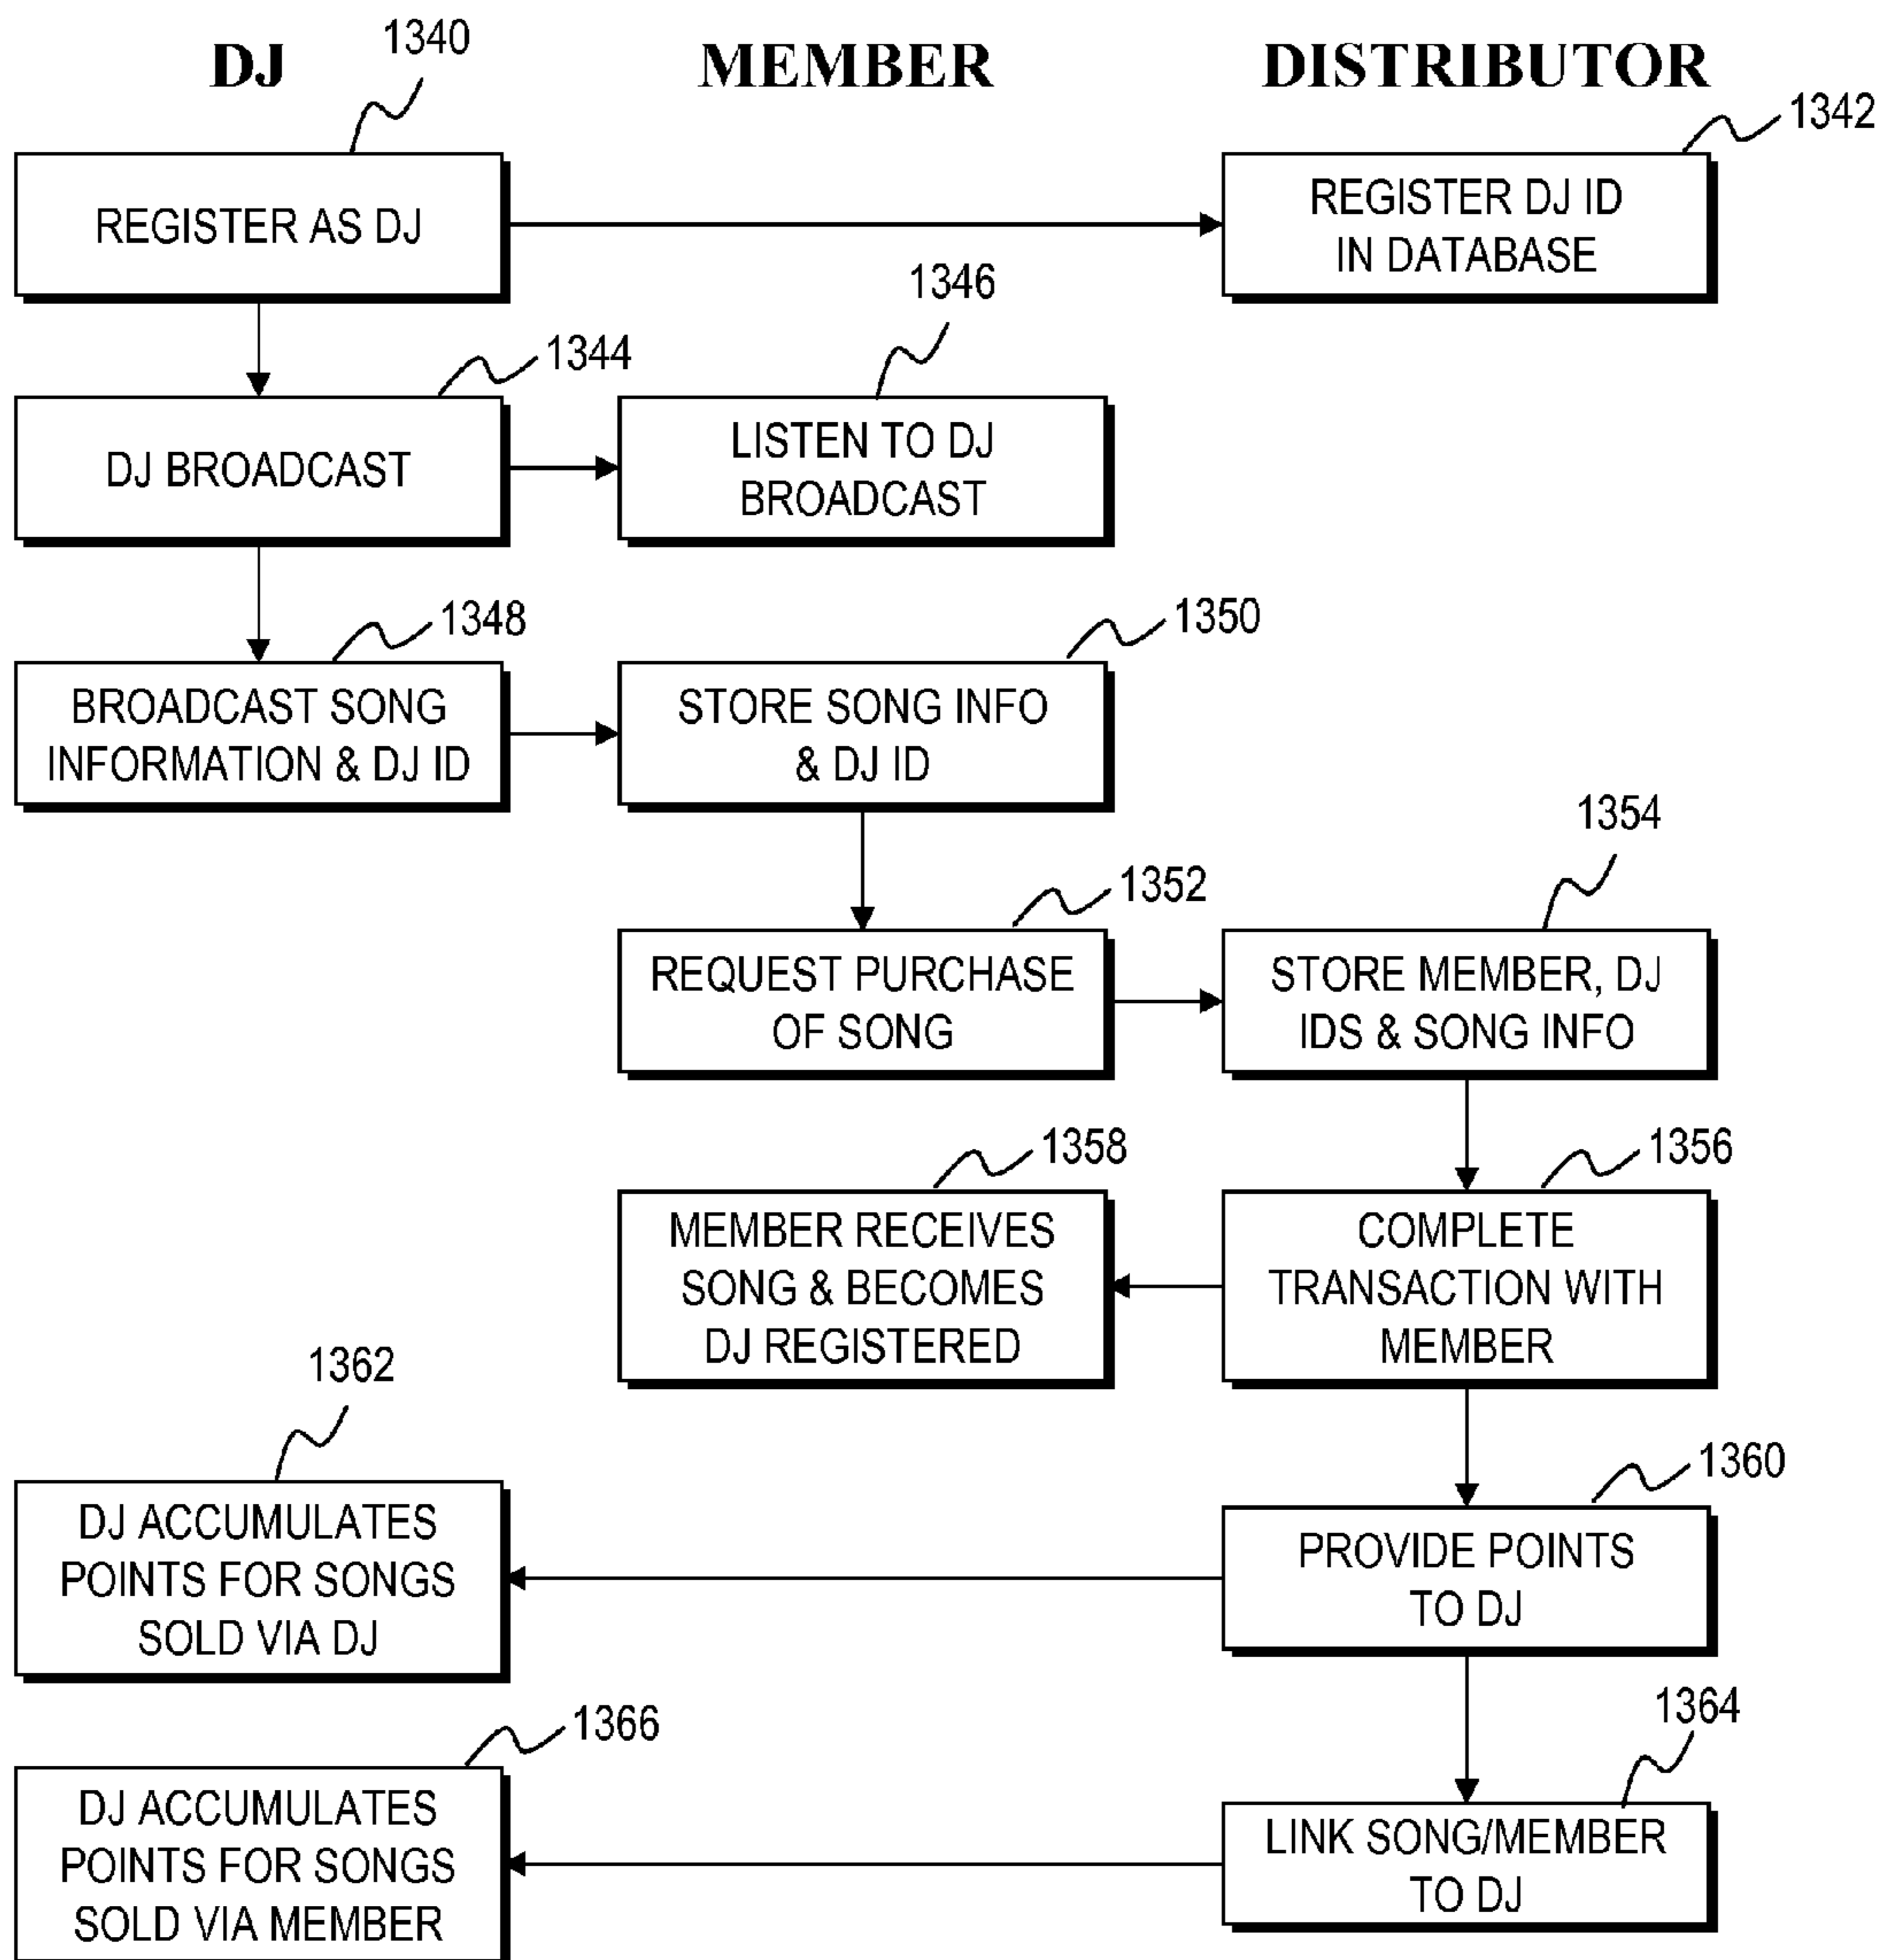 1340
DJ
MEMBER
DISTRIBUTOR
1342
REGISTER AS DJ
REGISTER DJ ID
IN DATABASE
1346
1344
DJ BROADCAST
LISTEN TO DJ
BROADCAST
1348
1350
BROADCAST SONG
INFORMATION & DJ ID
STORE SONG INFO
& DJ ID
1354
1352
REQUEST PURCHASE
OF SONG
STORE MEMBER, DJ
IDS & SONG INFO
1358
1356
MEMBER RECEIVES
SONG & BECOMES
DJ REGISTERED
COMPLETE
TRANSACTION WITH
MEMBER
1362
1360
DJ ACCUMULATES
POINTS FOR SONGS
SOLD VIA DJ
PROVIDE POINTS
TO DJ
1366
1364
DJ ACCUMULATES
POINTS FOR SONGS
SOLD VIA MEMBER
LINK SONG/MEMBER
TO DJ